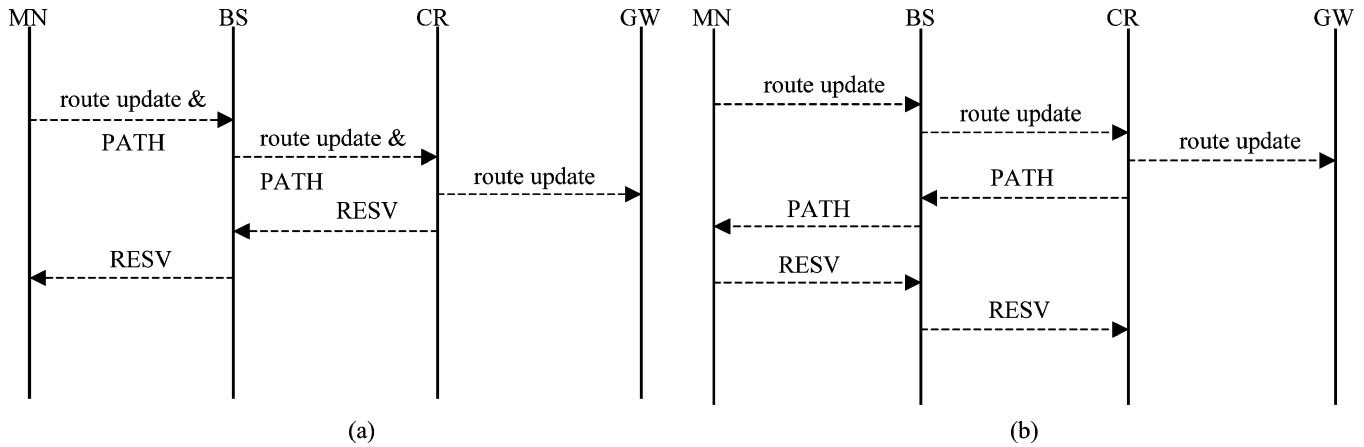 MN BS CR GW
route update &
PATH
route update &
PATH
route update
RESV
RESV
(a)
MN BS CR GW
route update
route update
route update
PATH
PATH
RESV
RESV
(b)